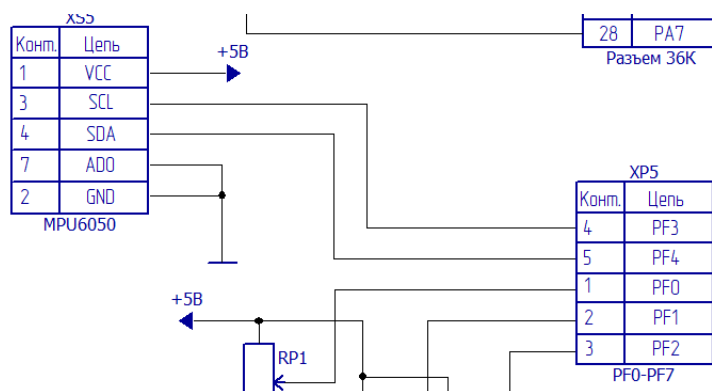 XS5
Конт. Цепь
1 VCC
3 SCL
4 SDA
7 AD0
2 GND
MPU6050
+5В
28 PA7
Разъем 36К
XP5
Конт. Цепь
4 PF3
5 PF4
1 PF0
2 PF1
3 PF2
PF0-PF7
+5В
RP1